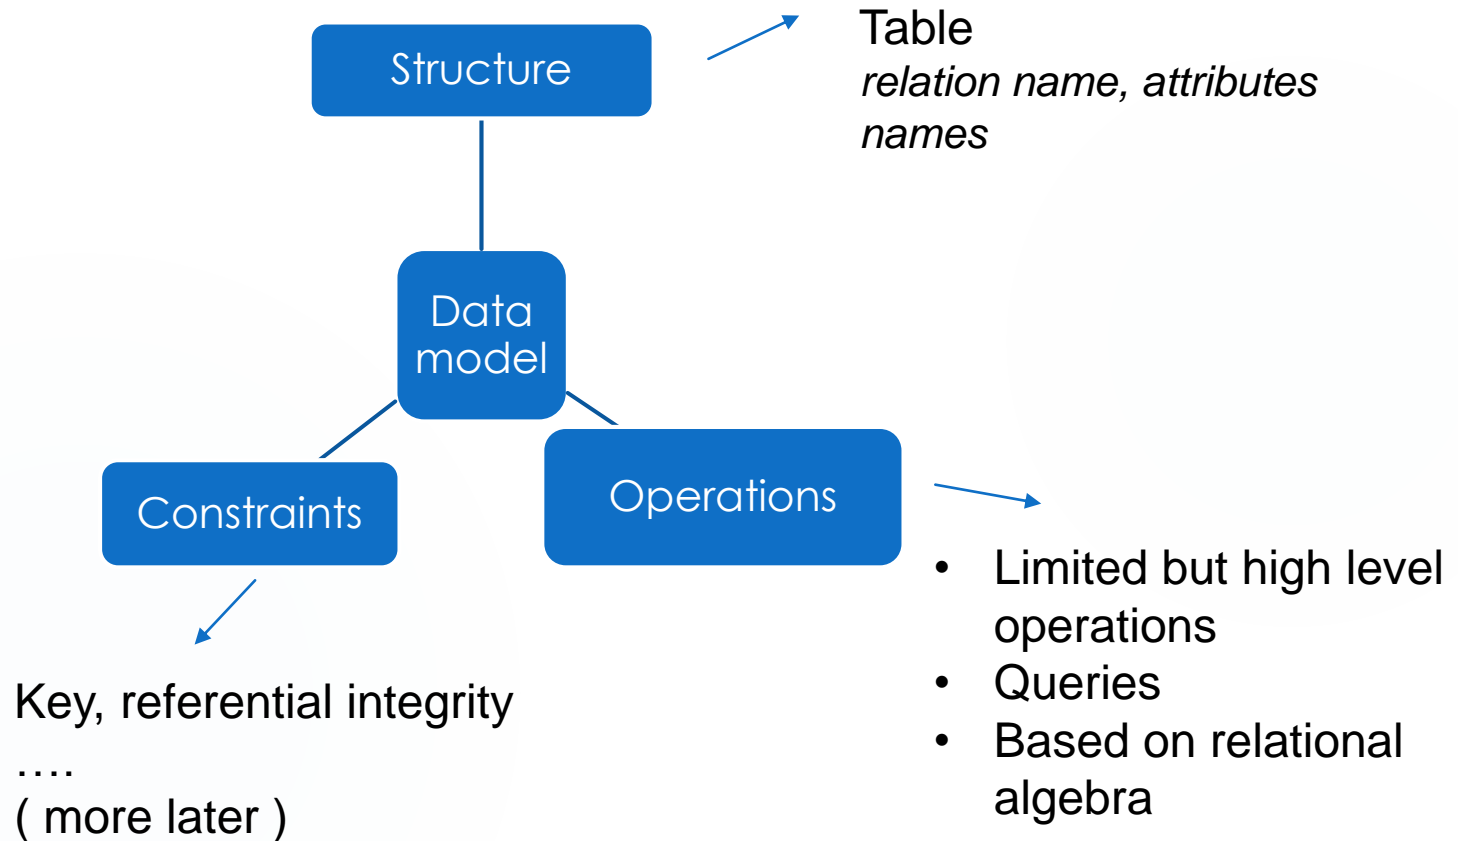 Structure
Table
relation name, attributes
names
Data
model
Constraints
Operations
Key, referential integrity
....
( more later )
• Limited but high level
operations
• Queries
• Based on relational
algebra